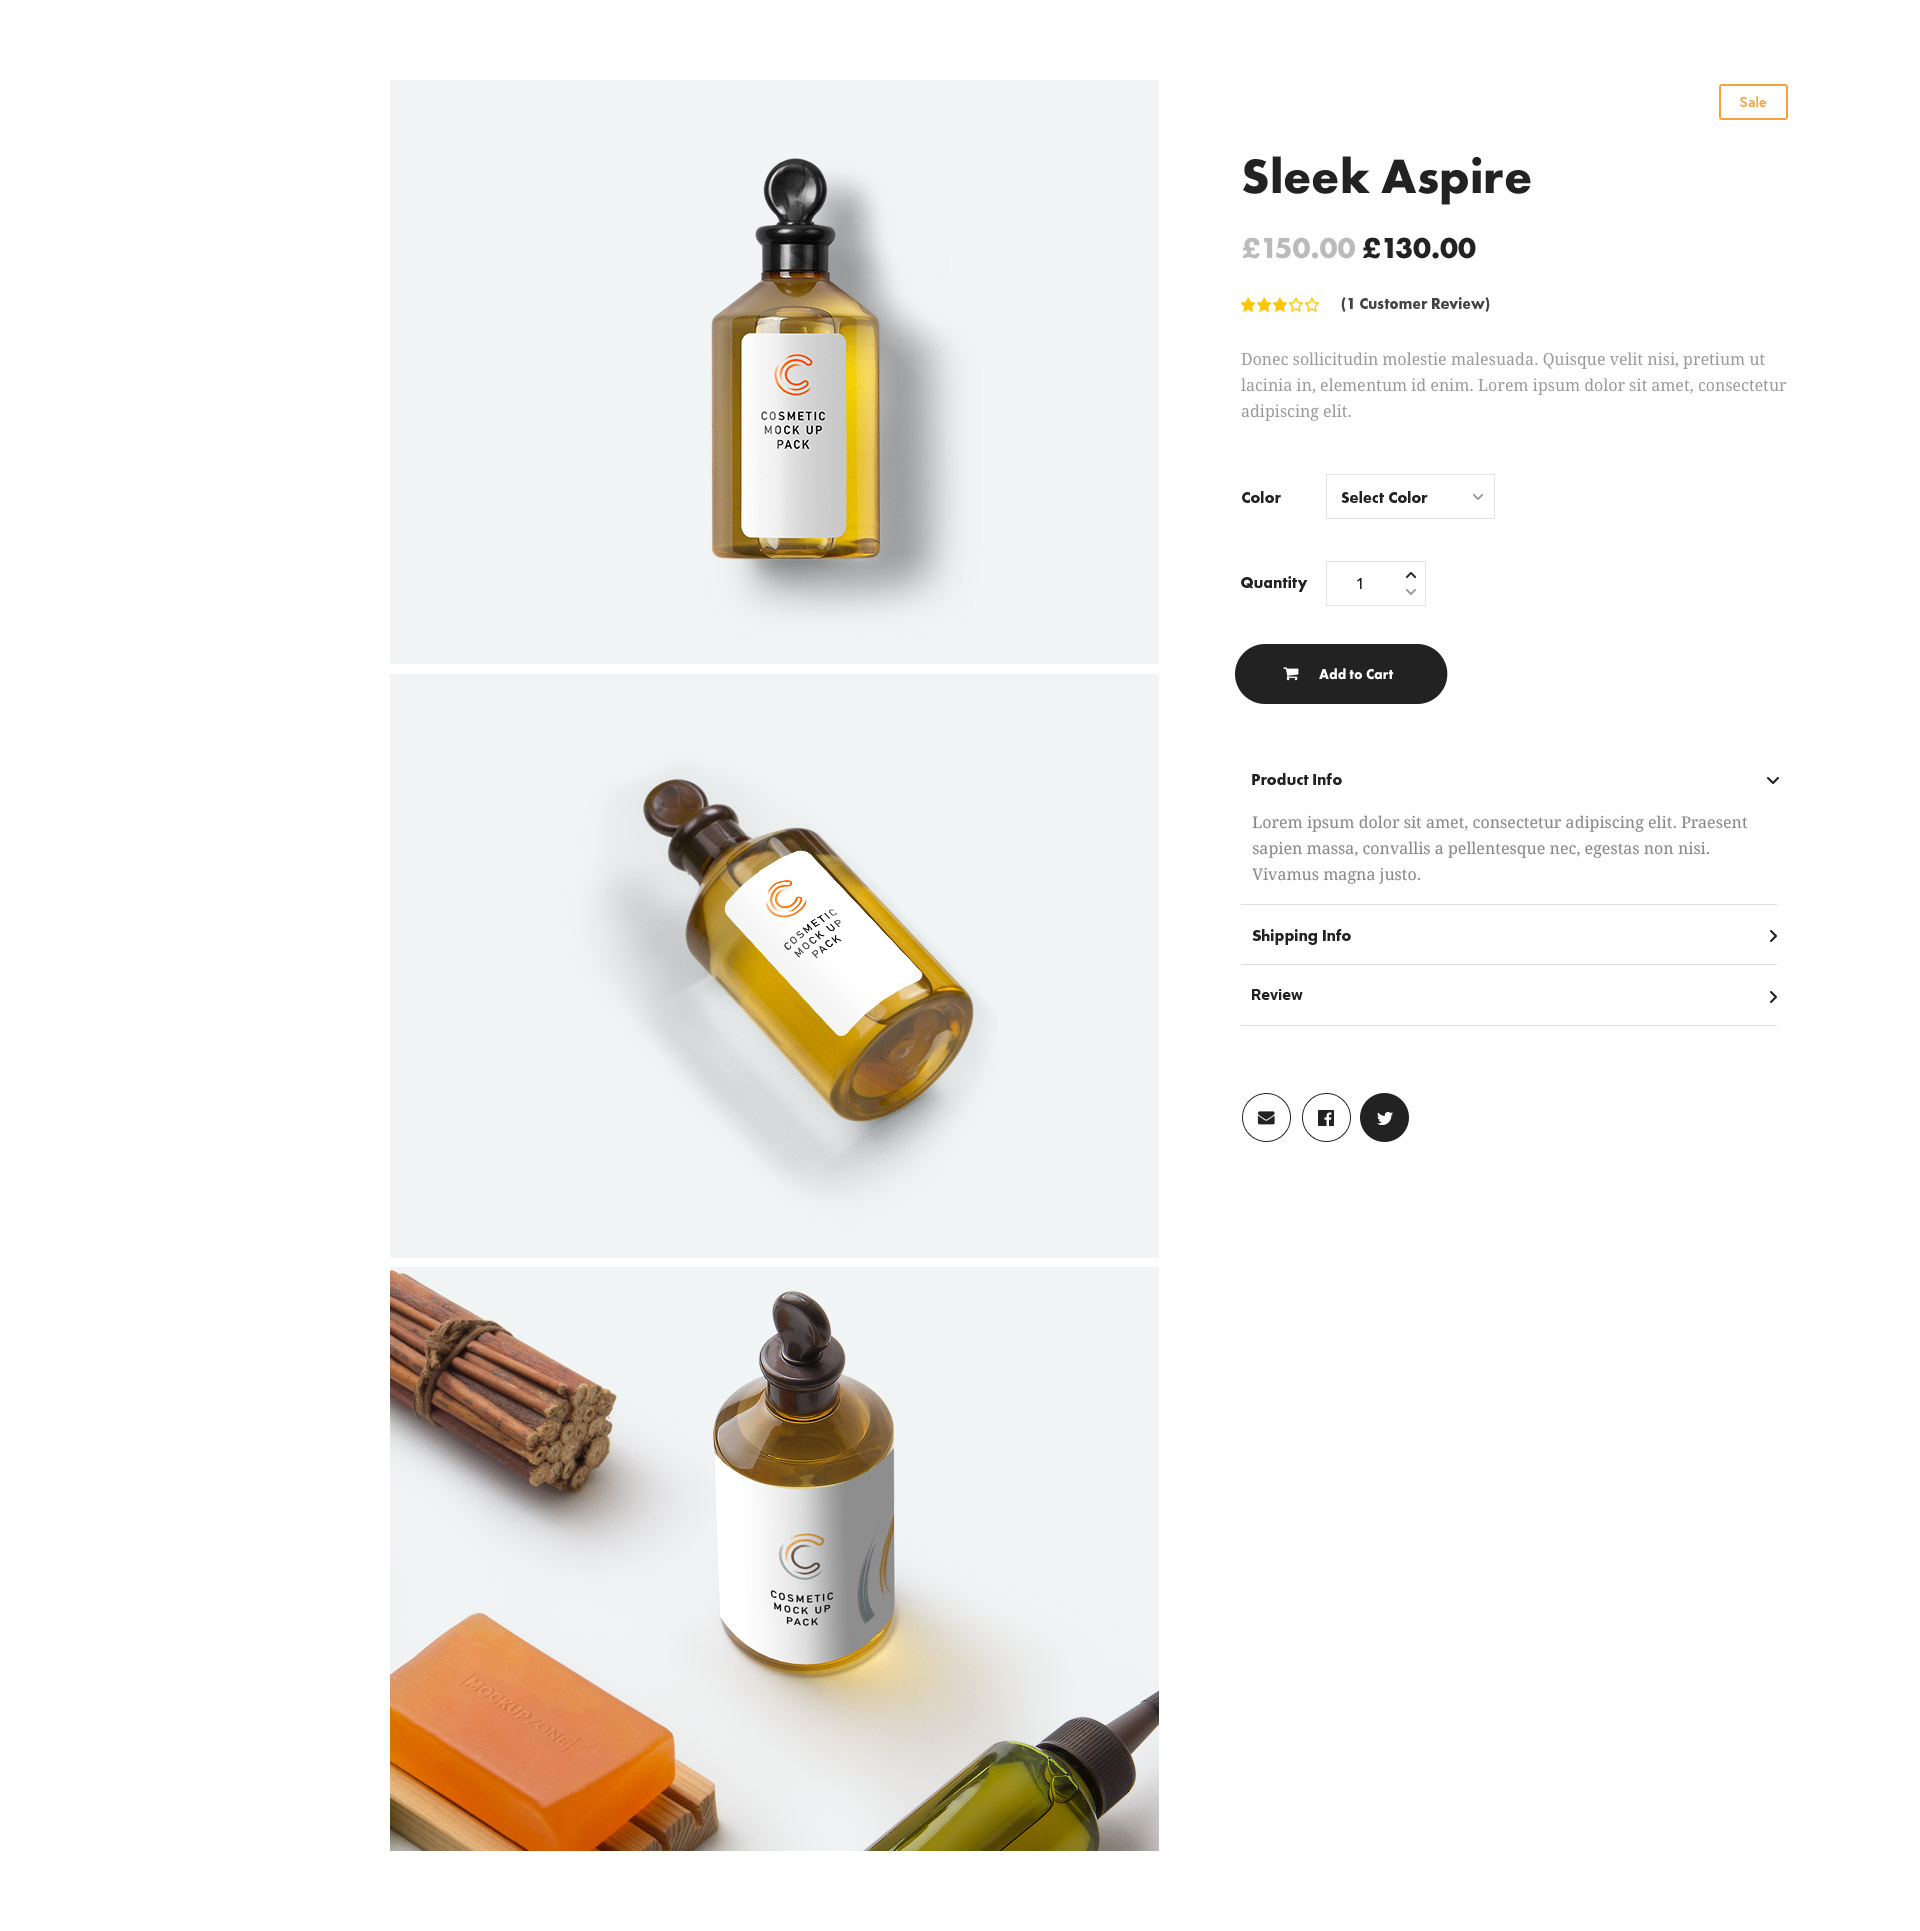 Sale
Sleek Aspire
£150.00 £130.00
(1 Customer Review)
Donec sollicitudin molestie malesuada. Quisque velit nisi, pretium ut
lacinia in, elementum id enim. Lorem ipsum dolor sit amet, consectetur
adipiscing elit.
Color
Select Color
Quantity
1
Add to Cart
Product Info
Lorem ipsum dolor sit amet, consectetur adipiscing elit. Praesent
sapien massa, convallis a pellentesque nec, egestas non nisi.
Vivamus magna justo.
Shipping Info
Review
COSMETIC
MOCK UP
PACK
COSMETIC
MOCK UP
PACK
COSMETIC
MOCK UP
PACK
MOCKUP ZONE